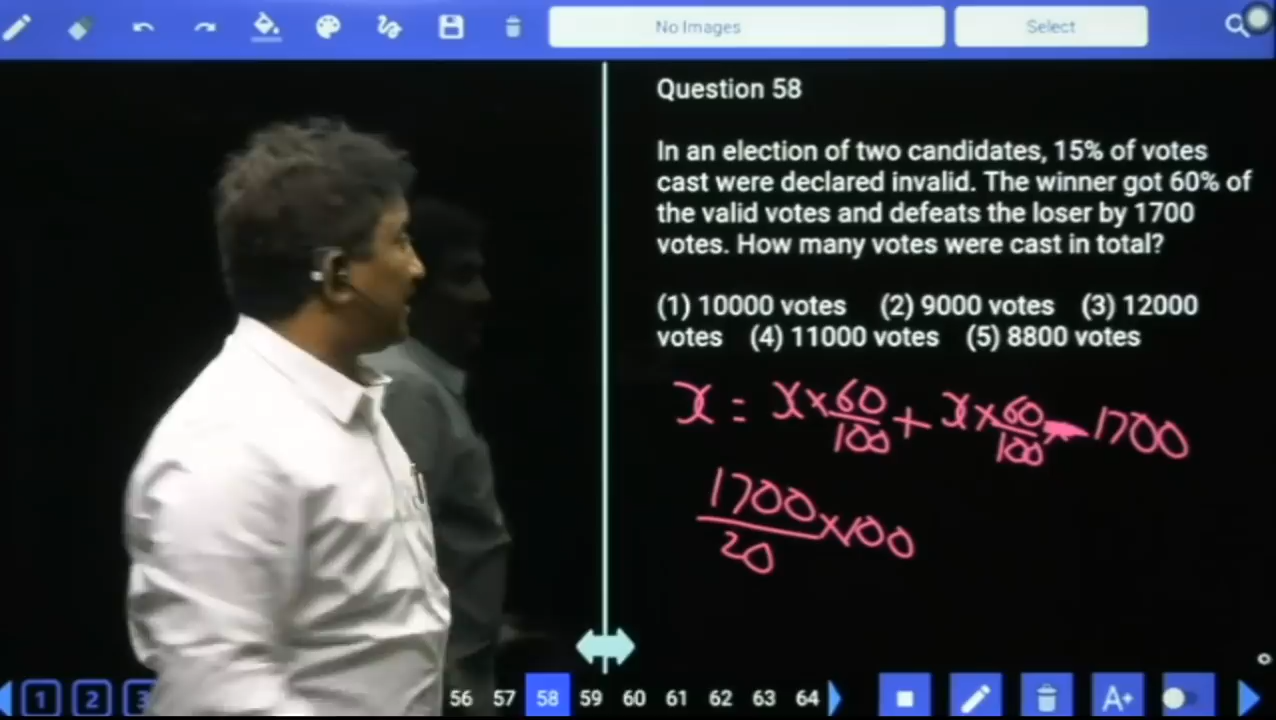 No Images
Select
Question 58
In an election of two candidates, 15% of votes
cast were declared invalid. The winner got 60% of
the valid votes and defeats the loser by 1700
votes. How many votes were cast in total?
(1) 10000 votes (2) 9000 votes (3) 12000
votes (4) 11000 votes (5) 8800 votes
x = x × 60/100 + x × 60/100 - 1700
1700/20 × 100
1 2 3 56 57 58 59 60 61 62 63 64 A+